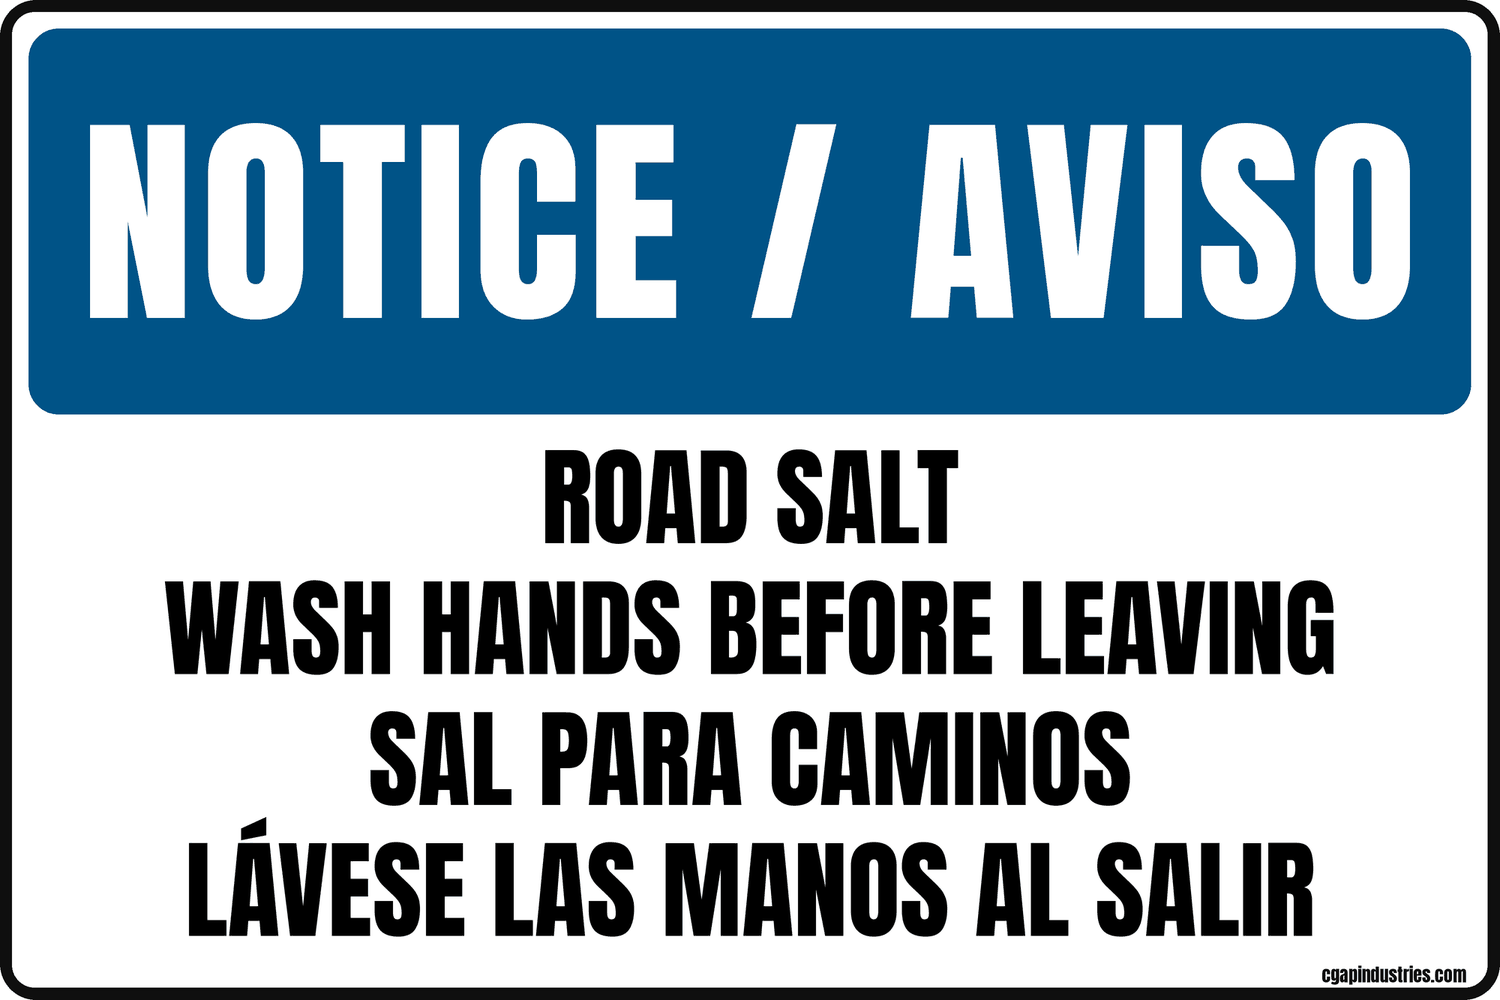 NOTICE / AVISO
ROAD SALT
WASH HANDS BEFORE LEAVING
SAL PARA CAMINOS
LÁVESE LAS MANOS AL SALIR
cgapindustries.com